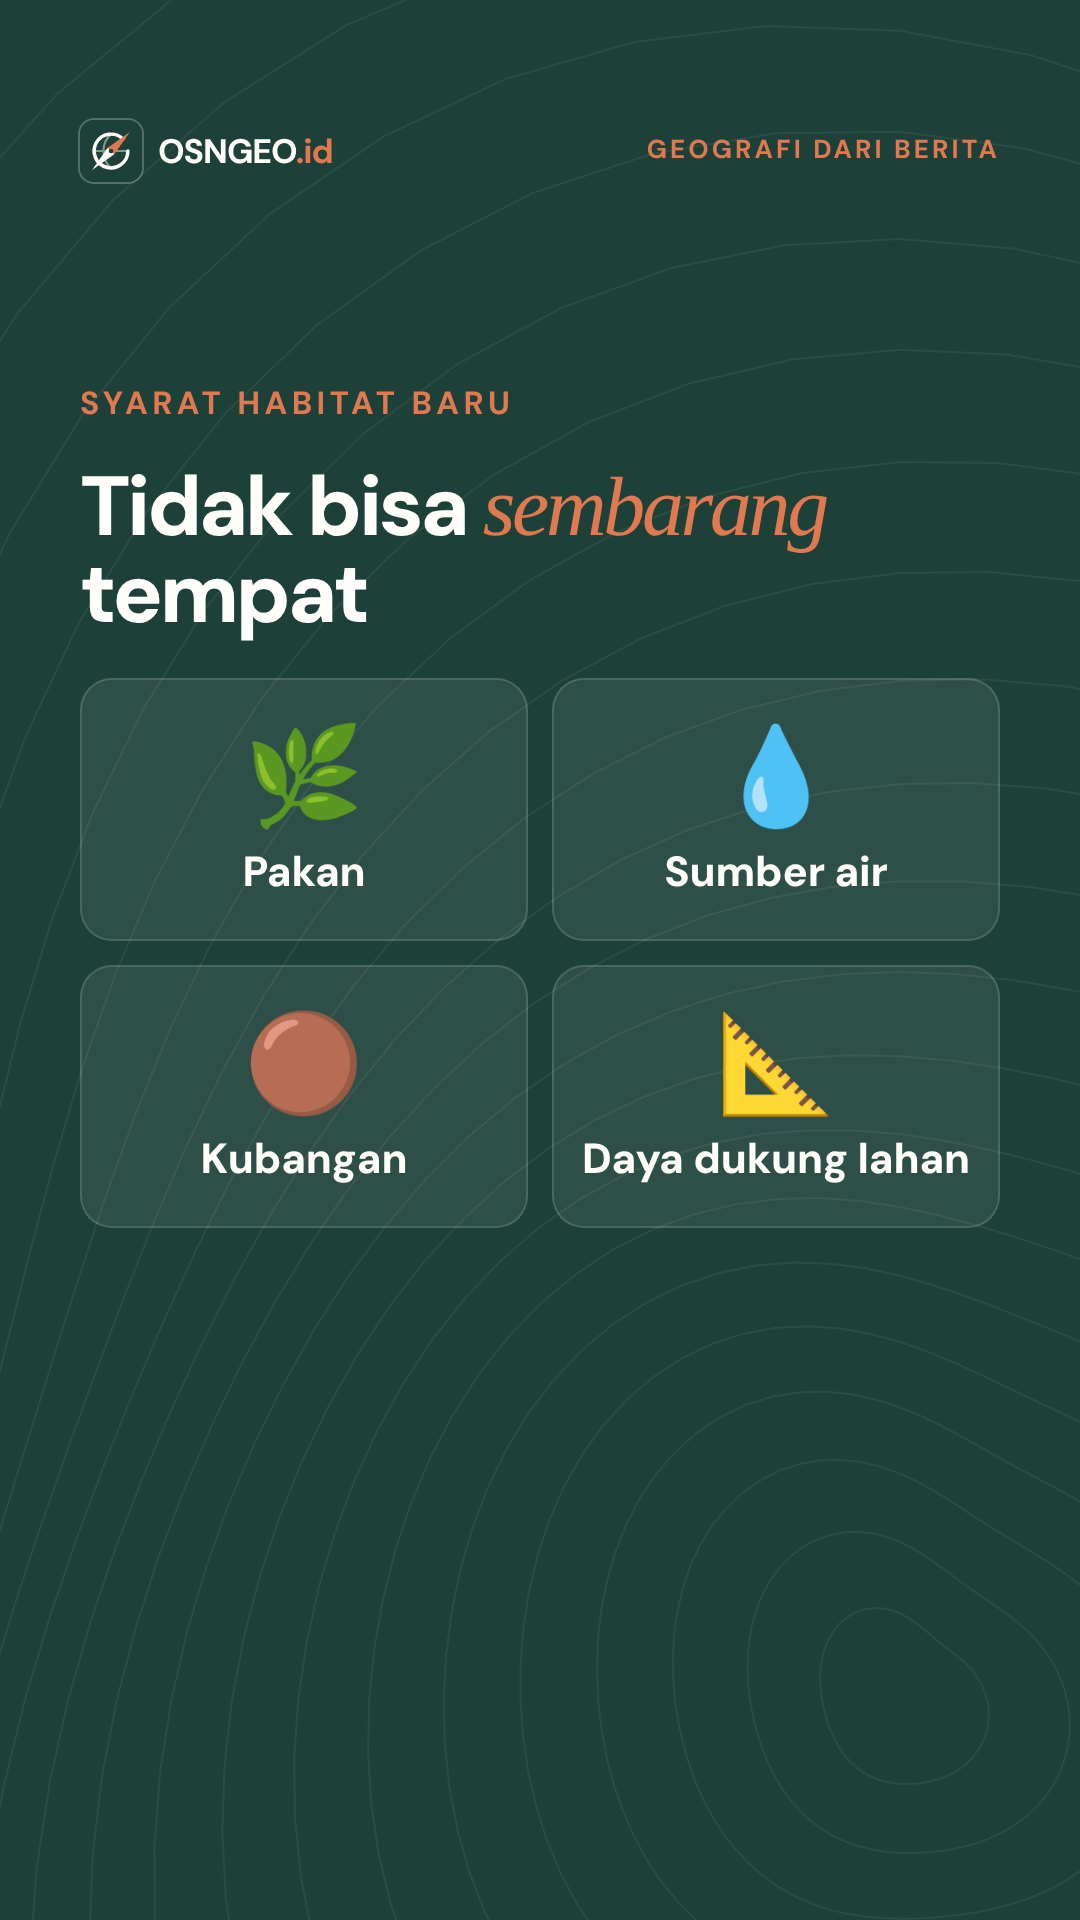 OSNGEO.id
GEOGRAFI DARI BERITA
SYARAT HABITAT BARU
Tidak bisa sembarang
tempat
Pakan
Sumber air
Kubangan
Daya dukung lahan